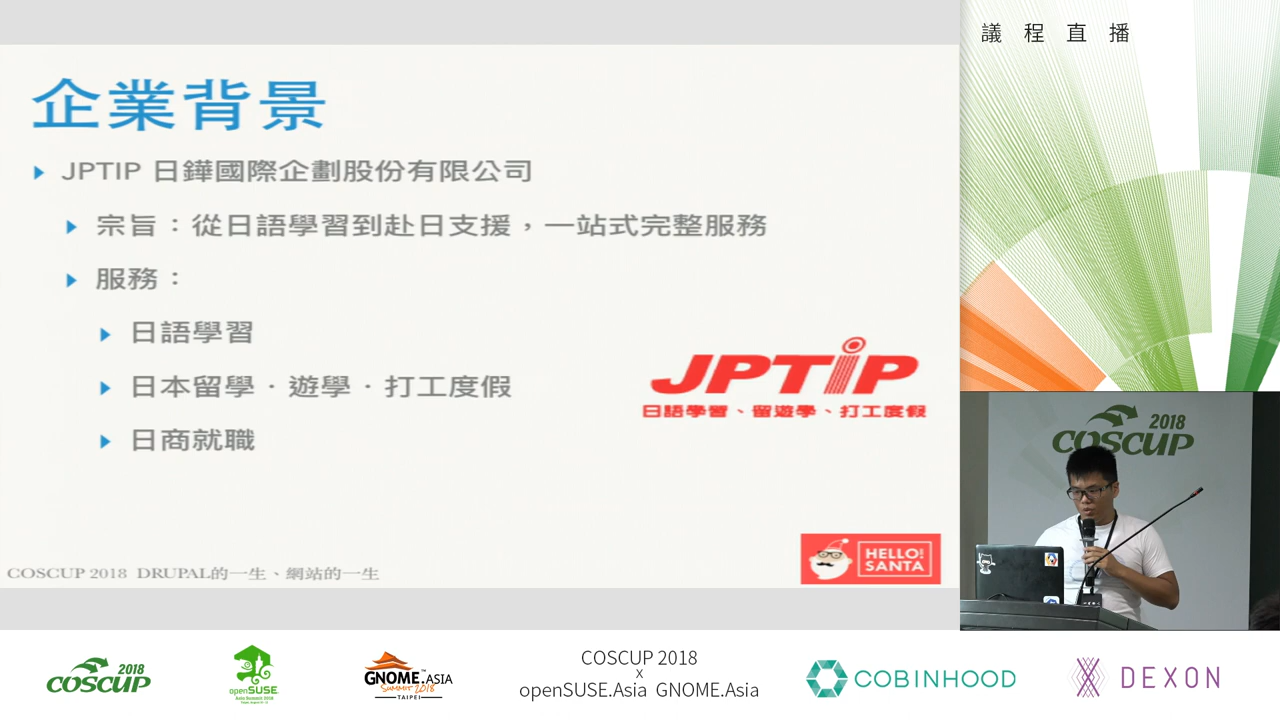 企業背景
JPTIP 日鏵國際企劃股份有限公司
宗旨：從日語學習到赴日支援，一站式完整服務
服務：
日語學習
日本留學．遊學．打工度假
日商就職
JPTIP
日語學習、留遊學、打工度假
HELLO
SANTA
COSCUP 2018 DRUPAL的一生、網站的一生
議程直播
2018
COSCUP
2018
COSCUP
openSUSE
GNOME.ASIA
SUMMIT 2018
TAIPEI
COSCUP 2018
x
openSUSE.Asia GNOME.Asia
COBINHOOD
DEXON